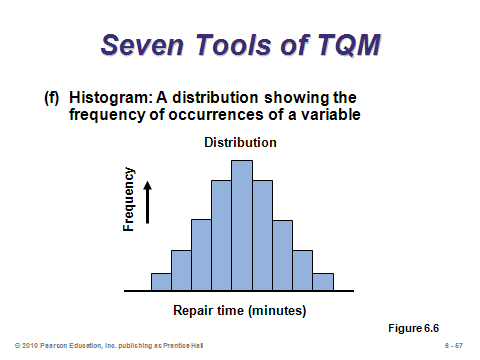 Seven Tools of TQM
(f) Histogram: A distribution showing the
frequency of occurrences of a variable
Distribution
Frequency
Repair time (minutes)
Figure 6.6
© 2010 Pearson Education, Inc. publishing as Prentice Hall
6 - 57